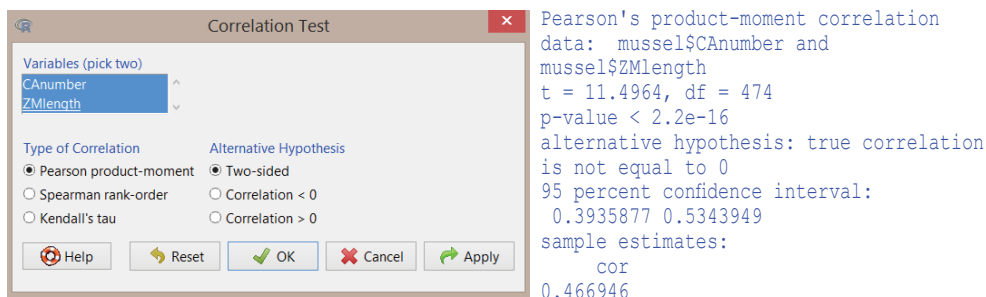 Correlation Test
Variables (pick two)
CAnumber
ZMlength
Type of Correlation
Pearson product-moment
Spearman rank-order
Kendall's tau
Alternative Hypothesis
Two-sided
Correlation < 0
Correlation > 0
Help
Reset
OK
Cancel
Apply
Pearson's product-moment correlation
data:  mussel$CAnumber and
mussel$ZMlength
t = 11.4964, df = 474
p-value < 2.2e-16
alternative hypothesis: true correlation
is not equal to 0
95 percent confidence interval:
 0.3935877 0.5343949
sample estimates:
cor
0.466946